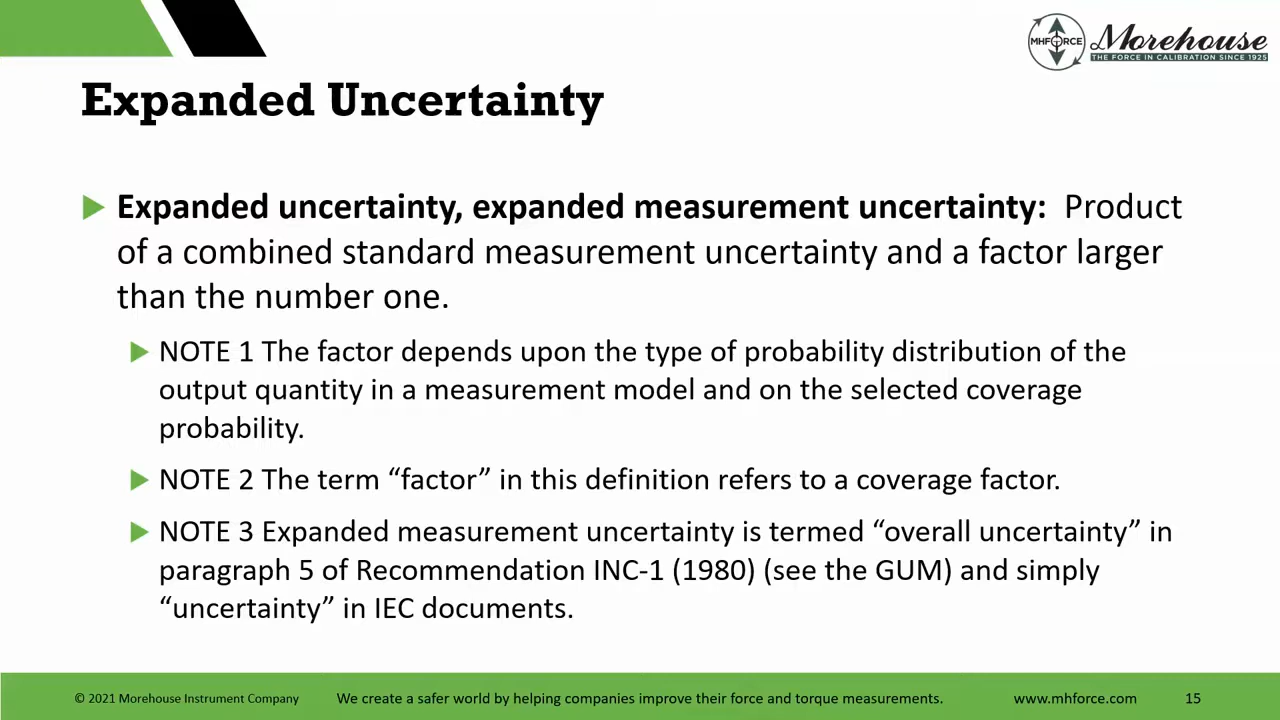 MHFORCE
Morehouse
THE FORCE IN CALIBRATION SINCE 1925
Expanded Uncertainty
Expanded uncertainty, expanded measurement uncertainty: Product
of a combined standard measurement uncertainty and a factor larger
than the number one.
NOTE 1 The factor depends upon the type of probability distribution of the
output quantity in a measurement model and on the selected coverage
probability.
NOTE 2 The term “factor” in this definition refers to a coverage factor.
NOTE 3 Expanded measurement uncertainty is termed “overall uncertainty” in
paragraph 5 of Recommendation INC-1 (1980) (see the GUM) and simply
“uncertainty” in IEC documents.
© 2021 Morehouse Instrument Company We create a safer world by helping companies improve their force and torque measurements. www.mhforce.com 15